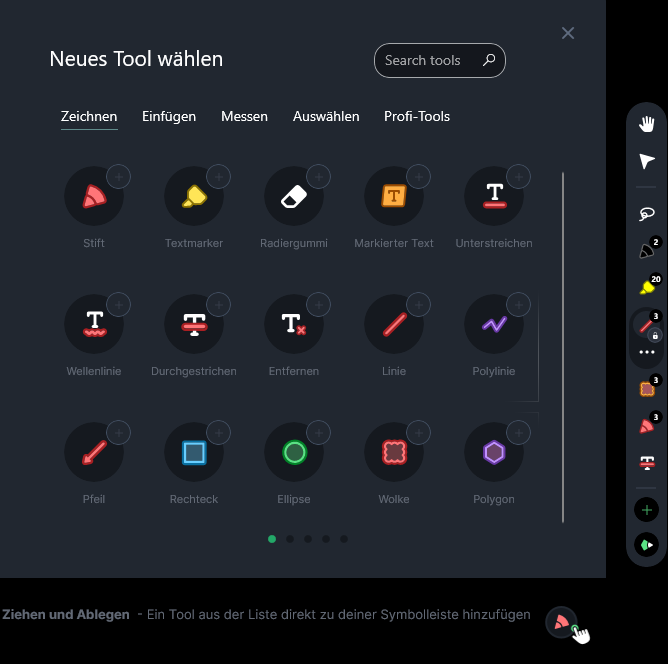 Neues Tool wählen
Search tools
Zeichnen Einfügen Messen Auswählen Profi-Tools
Stift Textmarker Radiergummi Markierter Text Unterstreichen
Wellenlinie Durchgestrichen Entfernen Linie Polylinie
Pfeil Rechteck Ellipse Wolke Polygon
2
20
3
3
3
Ziehen und Ablegen - Ein Tool aus der Liste direkt zu deiner Symbolleiste hinzufügen